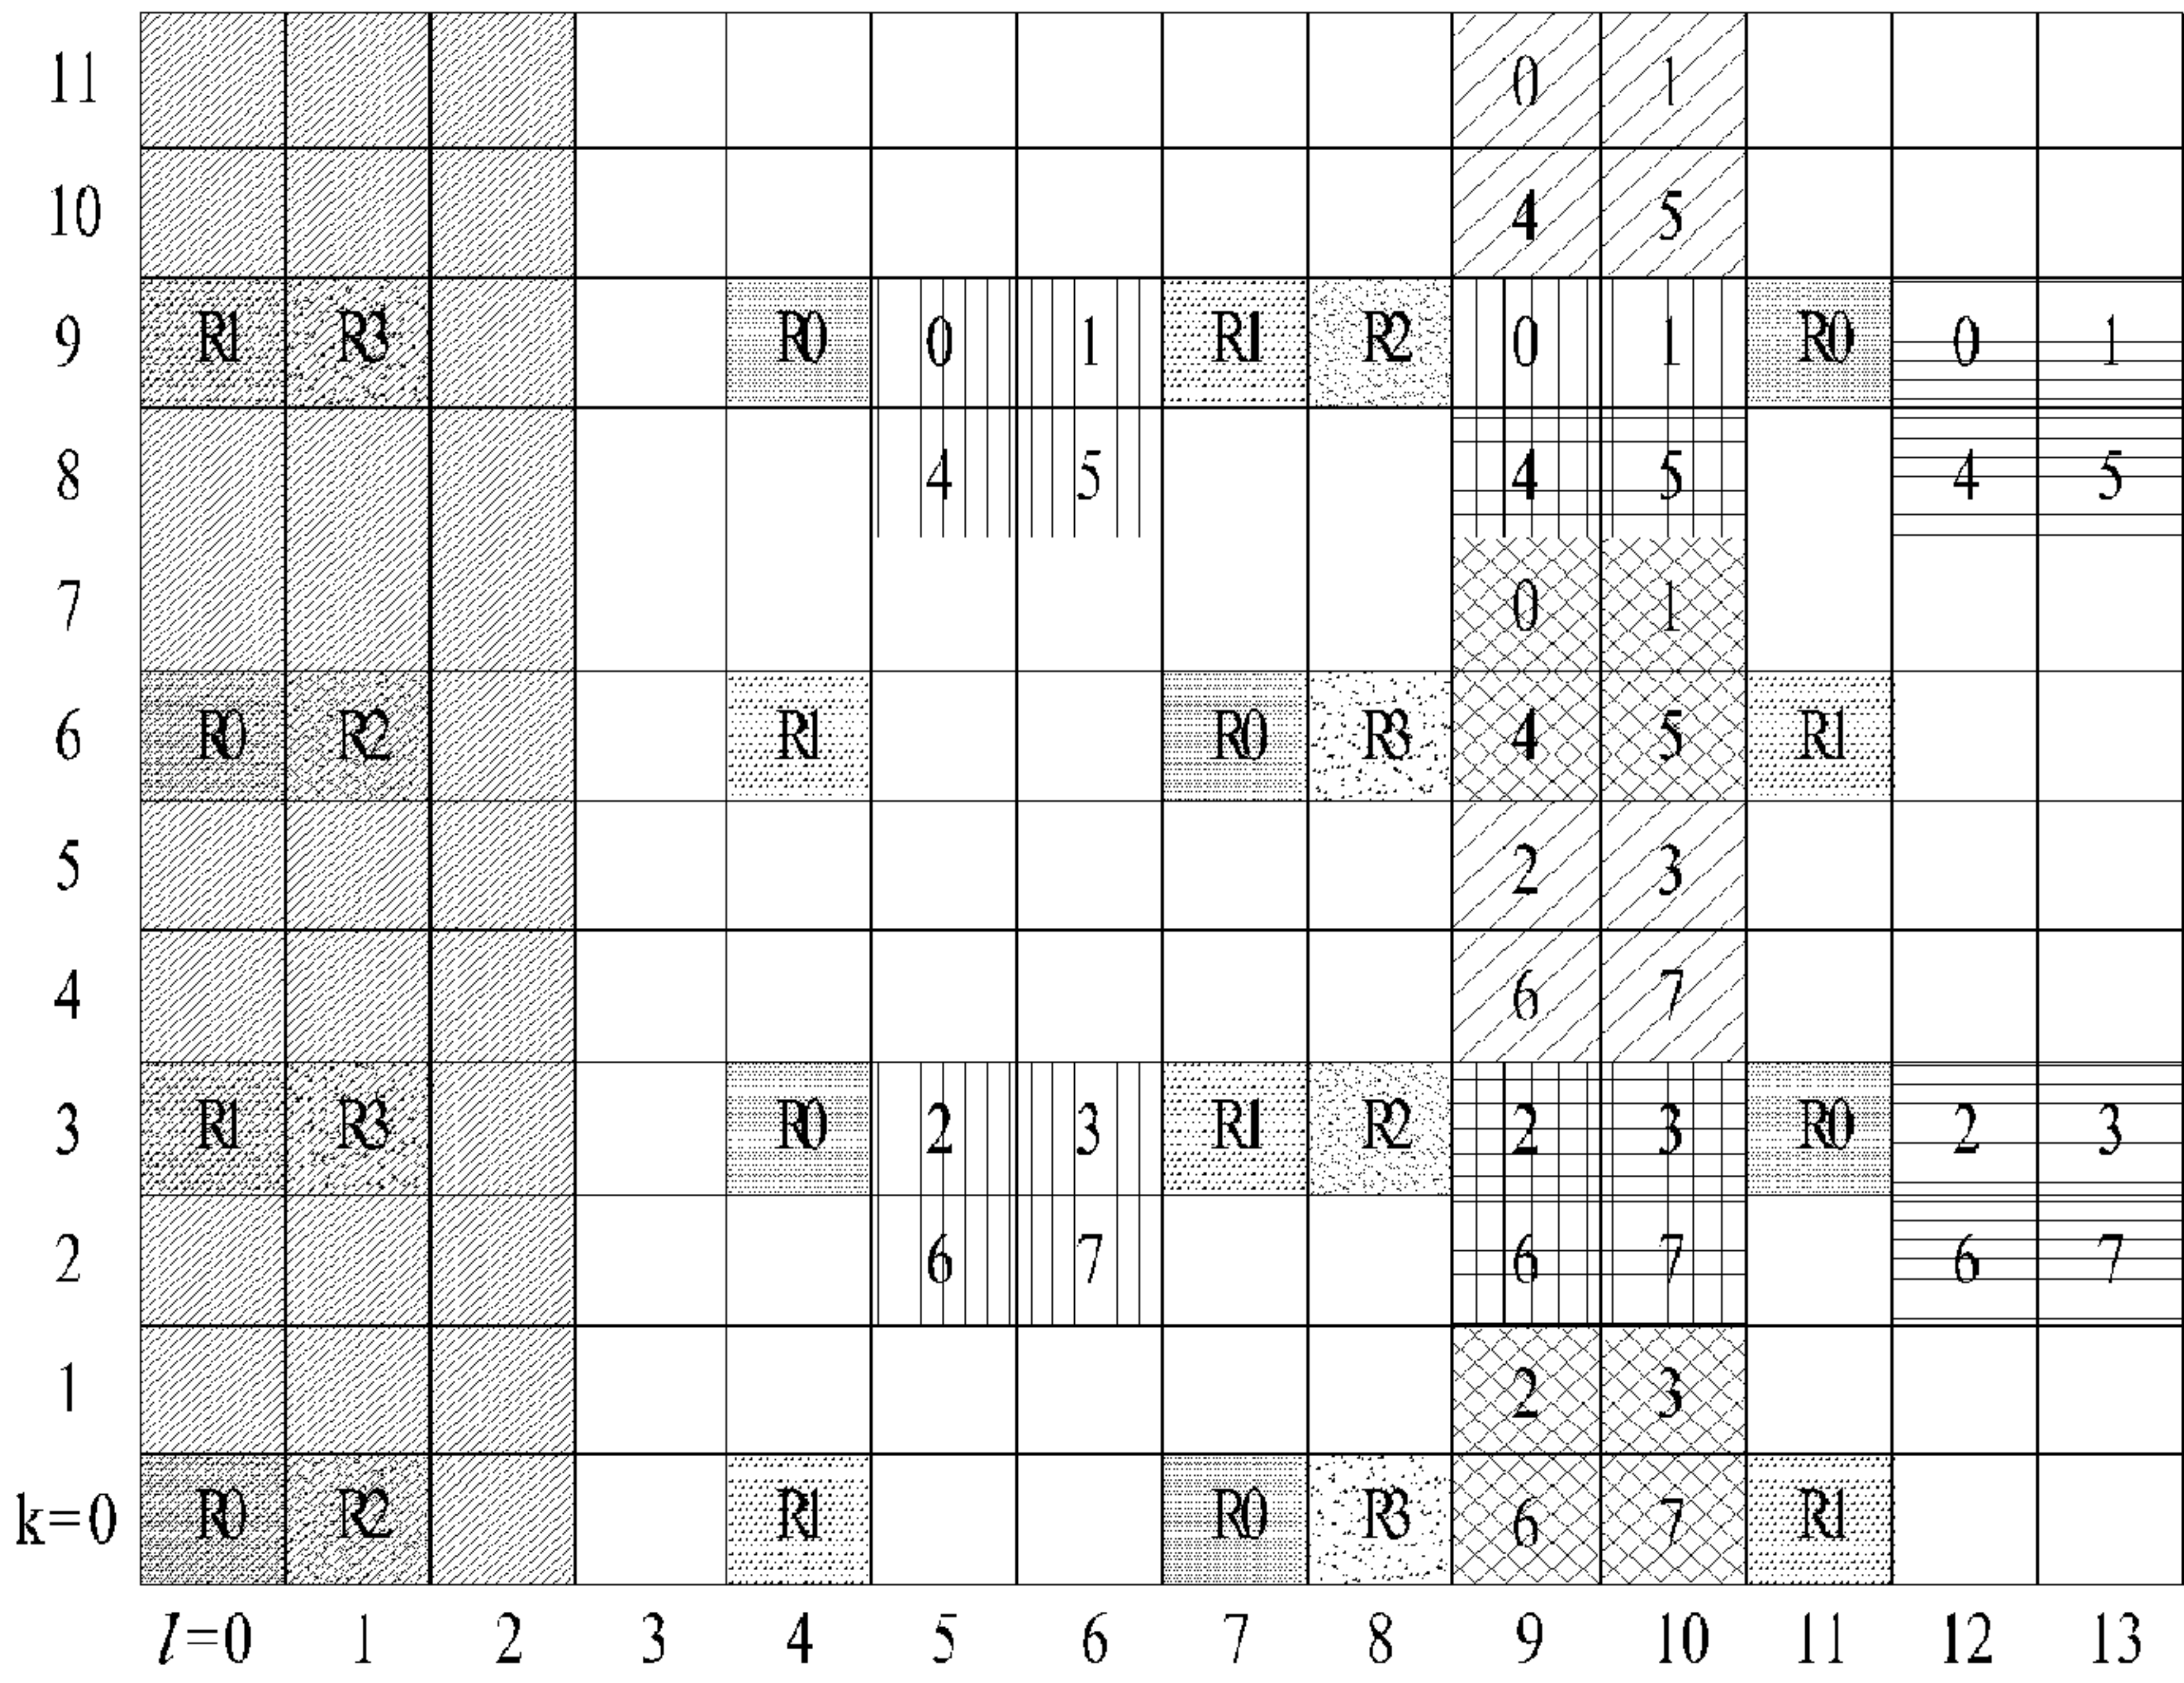 11 0 1
10 4 5
9 R1 R3 R0 0 1 R1 R2 0 1 R0 0 1
8 4 5 4 5 4 5
7 0 1
6 R0 R2 R1 R0 R3 4 5 R1
5 2 3
4 6 7
3 R1 R3 R0 2 3 R1 R2 2 3 R0 2 3
2 6 7 6 7 6 7
1 2 3
k=0 R0 R2 R1 R0 R3 6 7 R1
l=0 1 2 3 4 5 6 7 8 9 10 11 12 13